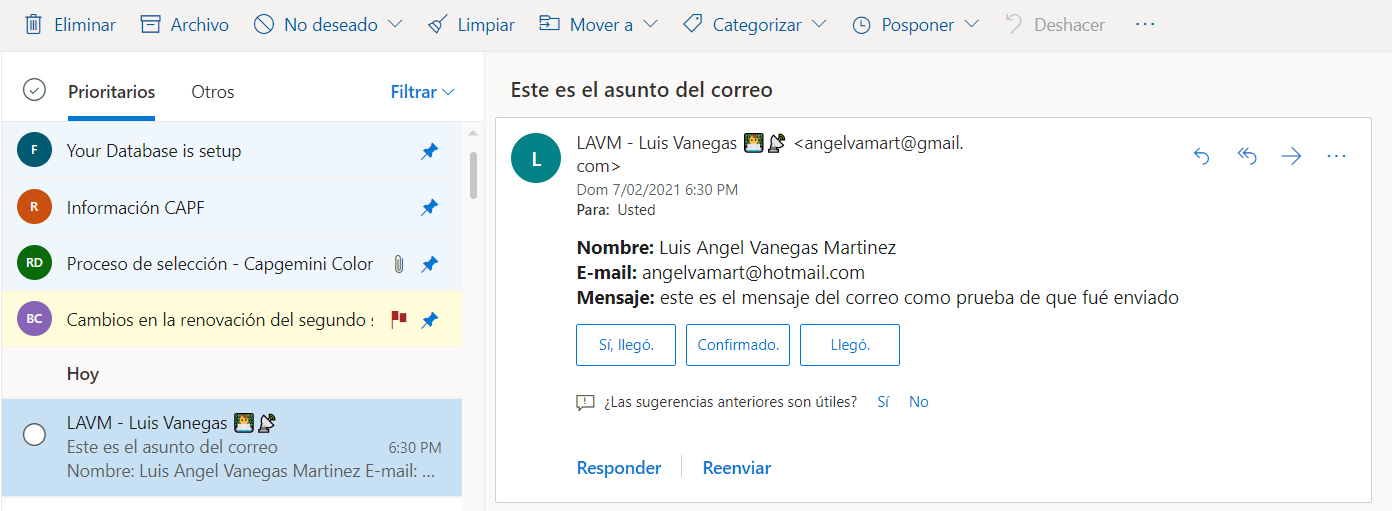 Eliminar Archivo No deseado Limpiar Mover a Categorizar Posponer Deshacer ...
Prioritarios Otros Filtrar
F Your Database is setup
R Información CAPF
RD Proceso de selección - Capgemini Color
BC Cambios en la renovación del segundo s
Hoy
LAVM - Luis Vanegas 👨‍💻📡
Este es el asunto del correo 6:30 PM
Nombre: Luis Angel Vanegas Martinez E-mail: ...
Este es el asunto del correo
L
LAVM - Luis Vanegas 👨‍💻📡 <angelvamart@gmail.
com>
Dom 7/02/2021 6:30 PM
Para: Usted
Nombre: Luis Angel Vanegas Martinez
E-mail: angelvamart@hotmail.com
Mensaje: este es el mensaje del correo como prueba de que fué enviado
Sí, llegó. Confirmado. Llegó.
¿Las sugerencias anteriores son útiles? Sí No
Responder Reenviar